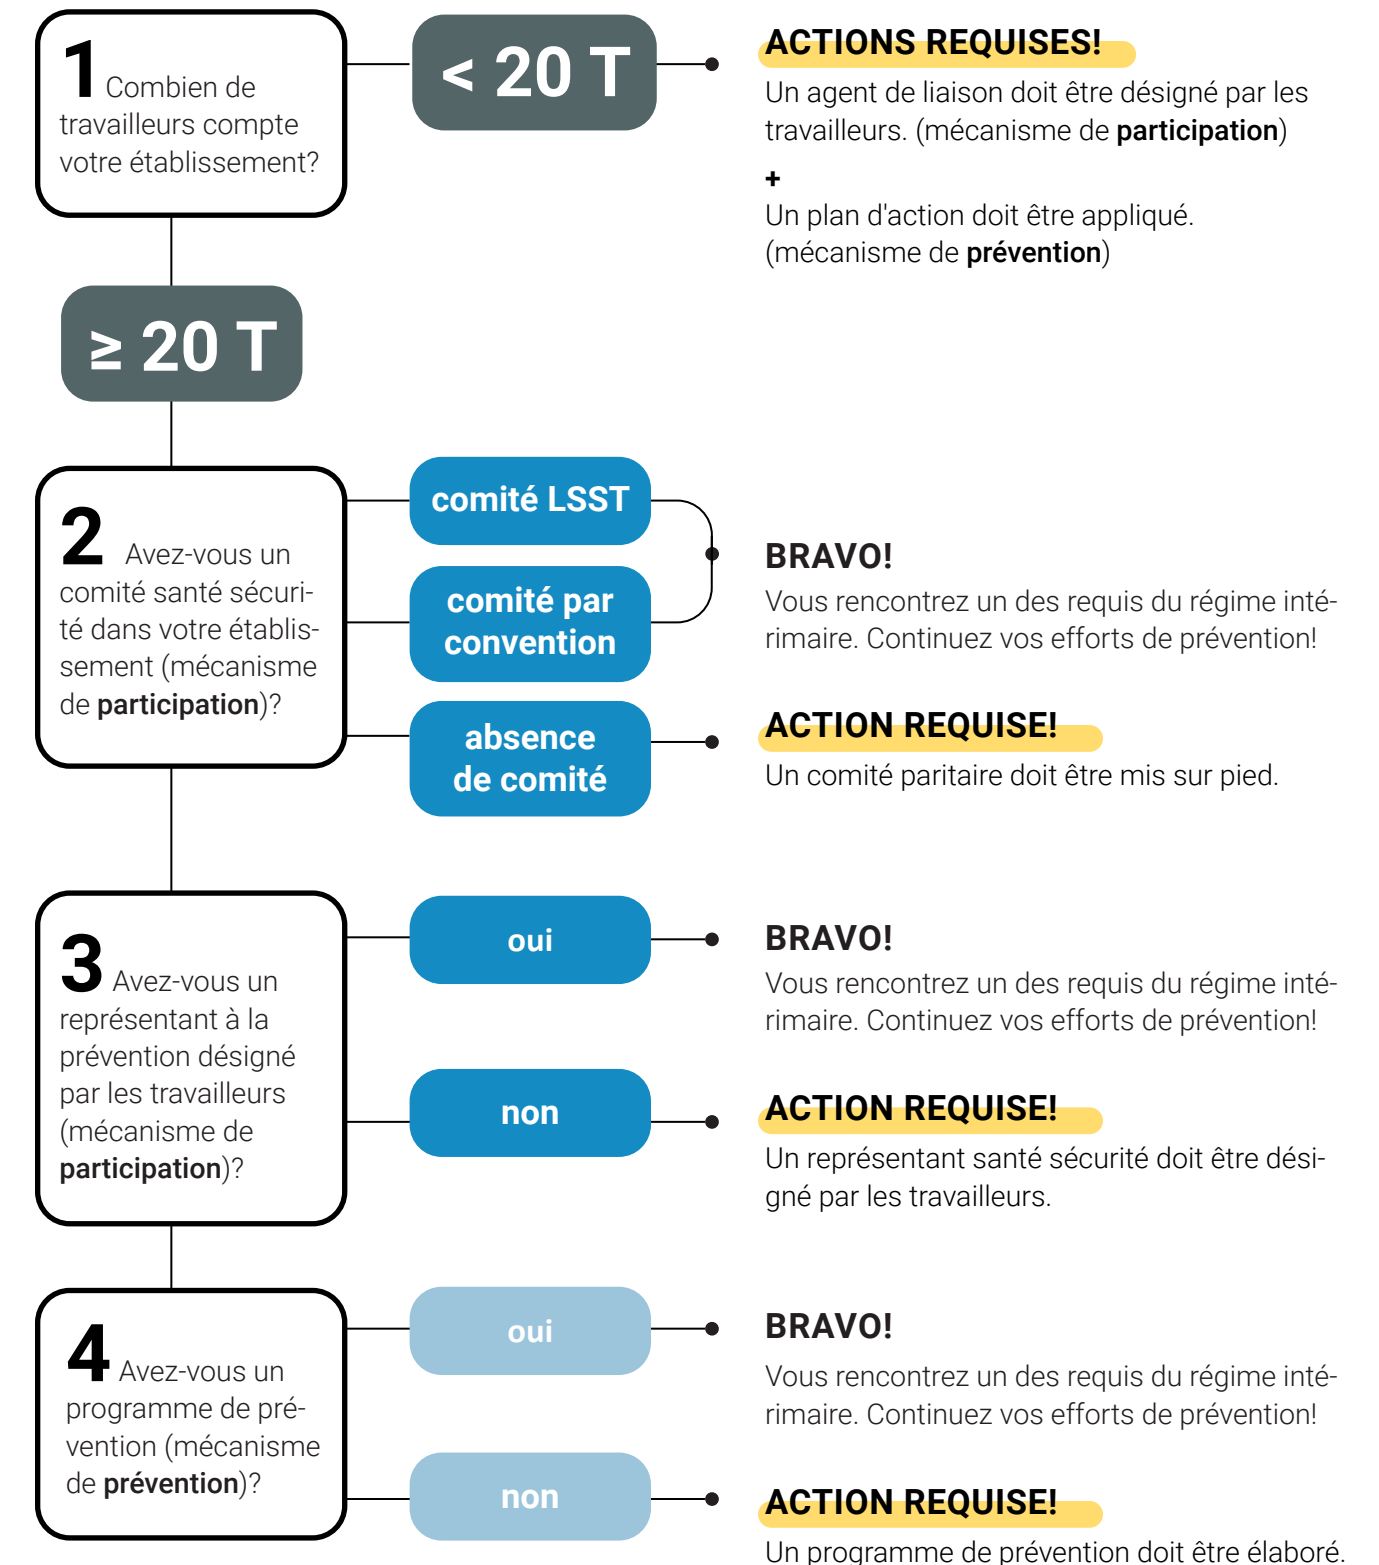 1 Combien de
travailleurs compte
votre établissement?
< 20 T
ACTIONS REQUISES!
Un agent de liaison doit être désigné par les
travailleurs. (mécanisme de participation)
+
Un plan d'action doit être appliqué.
(mécanisme de prévention)
≥ 20 T
2 Avez-vous un
comité santé sécuri-
té dans votre établis-
sement (mécanisme
de participation)?
comité LSST
comité par
convention
BRAVO!
Vous rencontrez un des requis du régime inté-
rimaire. Continuez vos efforts de prévention!
absence
de comité
ACTION REQUISE!
Un comité paritaire doit être mis sur pied.
3 Avez-vous un
représentant à la
prévention désigné
par les travailleurs
(mécanisme de
participation)?
oui
BRAVO!
Vous rencontrez un des requis du régime inté-
rimaire. Continuez vos efforts de prévention!
non
ACTION REQUISE!
Un représentant santé sécurité doit être dési-
gné par les travailleurs.
4 Avez-vous un
programme de pré-
vention (mécanisme
de prévention)?
oui
BRAVO!
Vous rencontrez un des requis du régime inté-
rimaire. Continuez vos efforts de prévention!
non
ACTION REQUISE!
Un programme de prévention doit être élaboré.